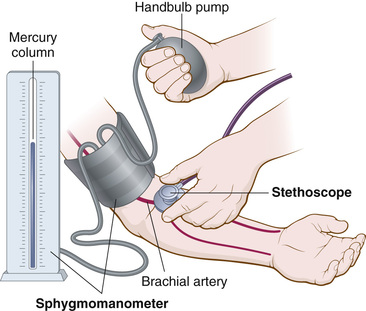 Handbulb pump
Mercury
column
Stethoscope
Brachial artery
Sphygmomanometer